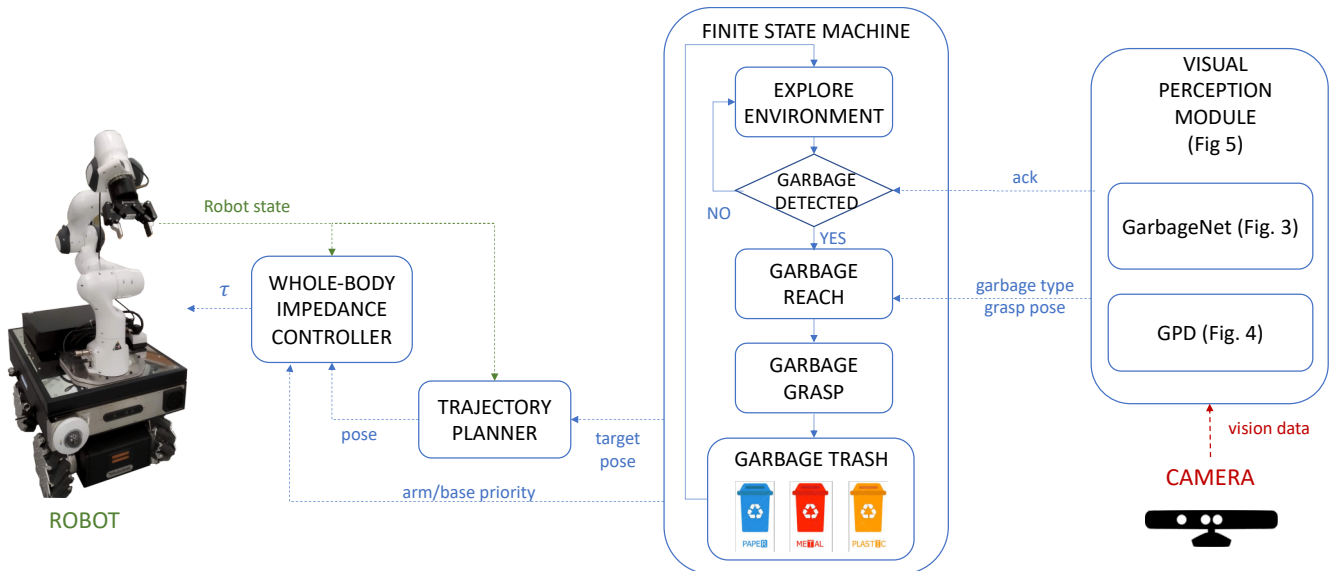 FINITE STATE MACHINE
EXPLORE
ENVIRONMENT
GARBAGE
DETECTED
NO
YES
GARBAGE
REACH
GARBAGE
GRASP
GARBAGE TRASH
PAPER
METAL
PLASTIC
VISUAL
PERCEPTION
MODULE
(Fig 5)
GarbageNet (Fig. 3)
GPD (Fig. 4)
ack
garbage type
grasp pose
vision data
CAMERA
Robot state
WHOLE-BODY
IMPEDANCE
CONTROLLER
τ
TRAJECTORY
PLANNER
pose
target
pose
arm/base priority
ROBOT